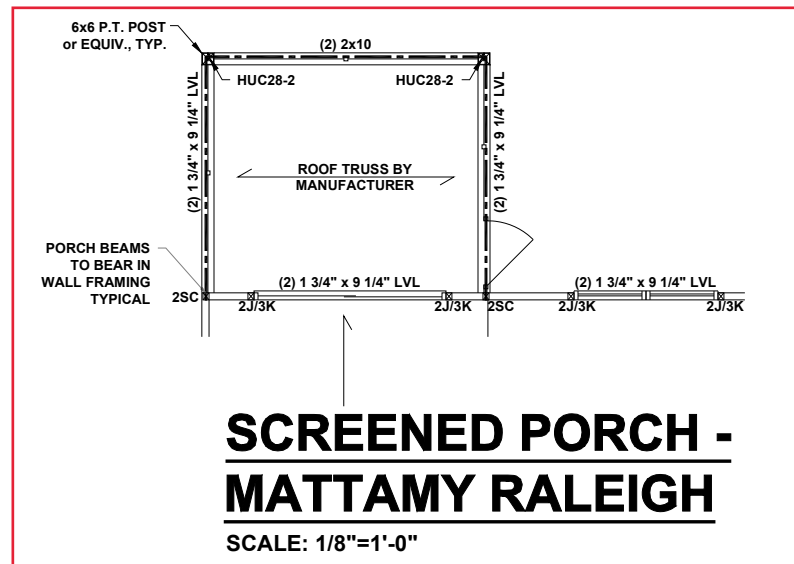 6x6 P.T. POST
or EQUIV., TYP.
(2) 2x10
HUC28-2
HUC28-2
(2) 1 3/4" x 9 1/4" LVL
(2) 1 3/4" x 9 1/4" LVL
ROOF TRUSS BY
MANUFACTURER
PORCH BEAMS
TO BEAR IN
WALL FRAMING
TYPICAL
(2) 1 3/4" x 9 1/4" LVL
(2) 1 3/4" x 9 1/4" LVL
2SC
2J/3K
2J/3K
2SC
2J/3K
2J/3K
SCREENED PORCH -
MATTAMY RALEIGH
SCALE: 1/8"=1'-0"